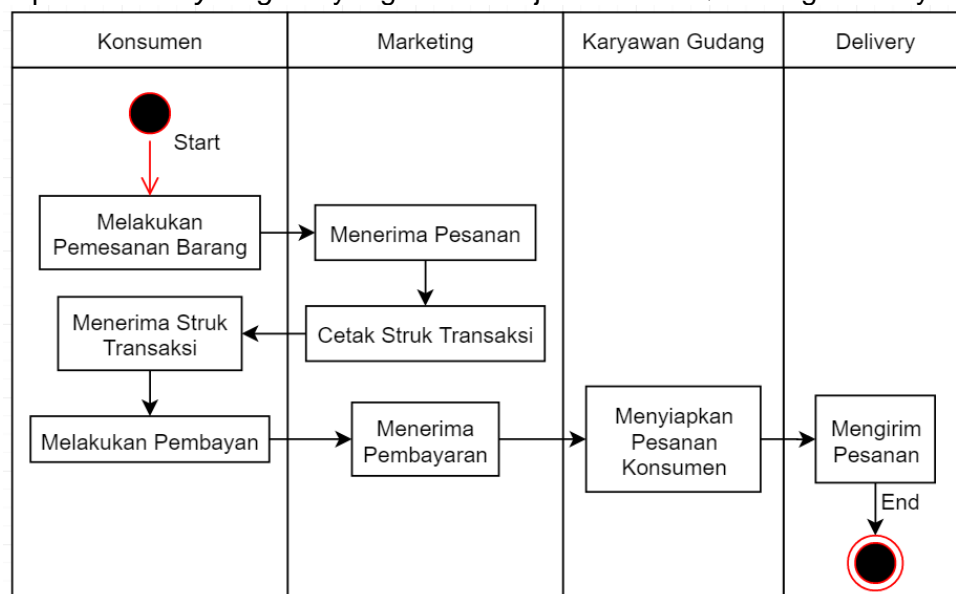 Konsumen
Marketing
Karyawan Gudang
Delivery
Start
Melakukan
Pemesanan Barang
Menerima Pesanan
Menerima Struk
Transaksi
Cetak Struk Transaksi
Melakukan Pembayan
Menerima
Pembayaran
Menyiapkan
Pesanan
Konsumen
Mengirim
Pesanan
End